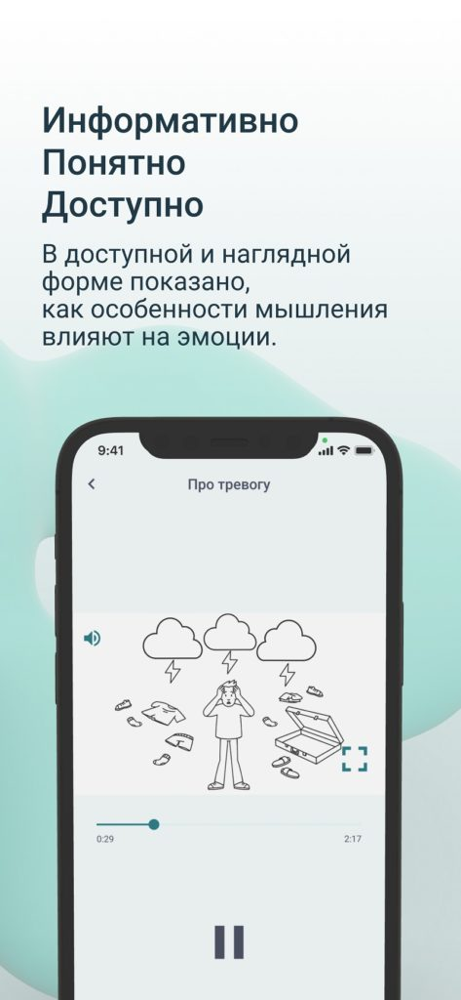 Информативно
Понятно
Доступно
В доступной и наглядной
форме показано,
как особенности мышления
влияют на эмоции.
9:41
Про тревогу
0:29
2:17